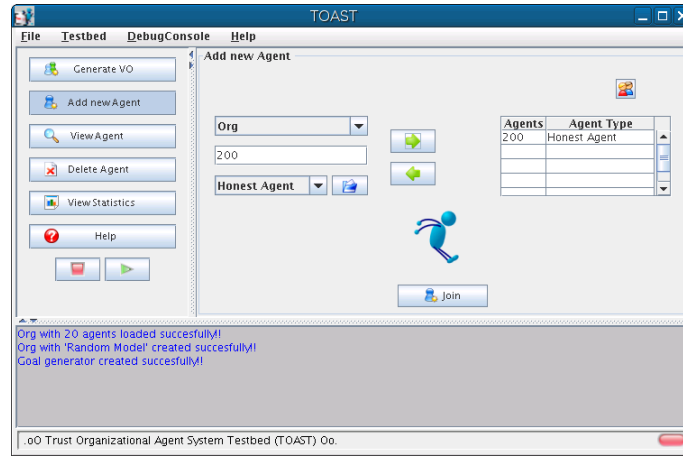 TOAST
File Testbed DebugConsole Help
Generate VO
Add new Agent
View Agent
Delete Agent
View Statistics
Help
Add new Agent
Org
200
Honest Agent
Agents Agent Type
200 Honest Agent
Join
Org with 20 agents loaded succesfully!!
Org with 'Random Model' created succesfully!!
Goal generator created succesfully!!
.oO Trust Organizational Agent System Testbed (TOAST) Oo.